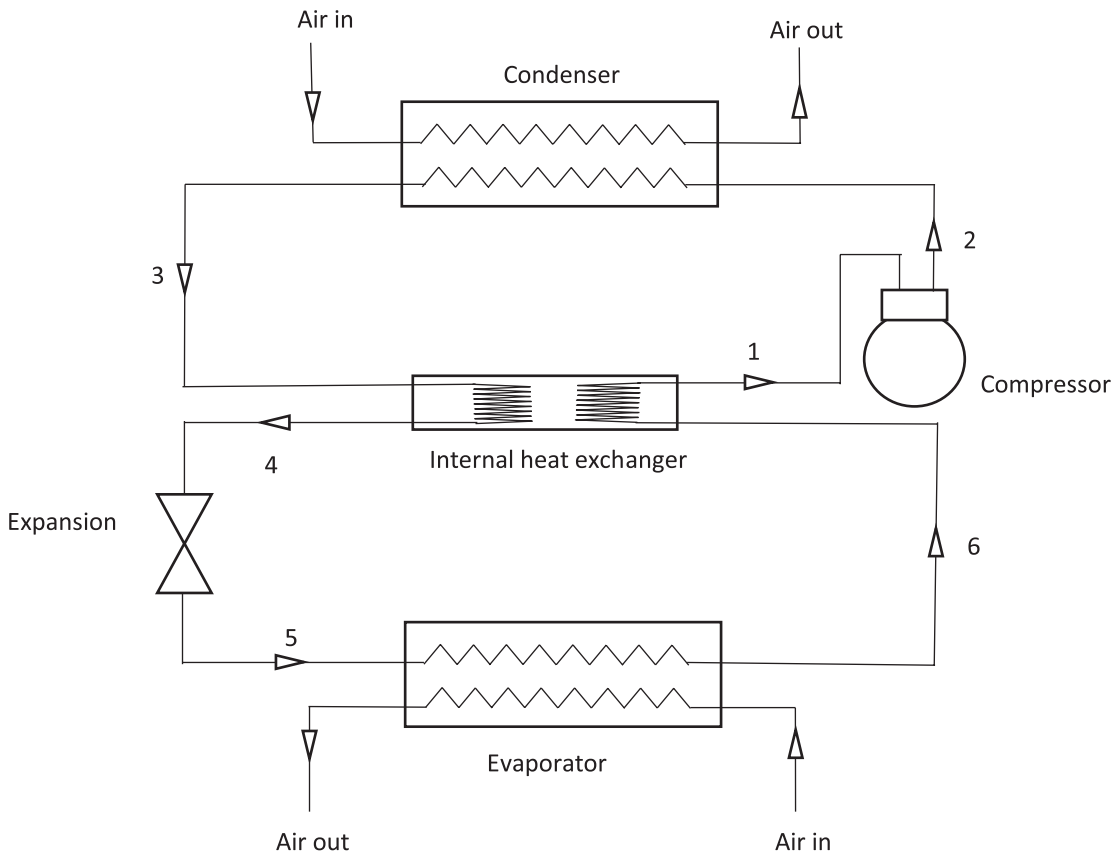 Air in
Air out
Condenser
2
3
1
Compressor
Internal heat exchanger
4
Expansion
6
5
Evaporator
Air out
Air in